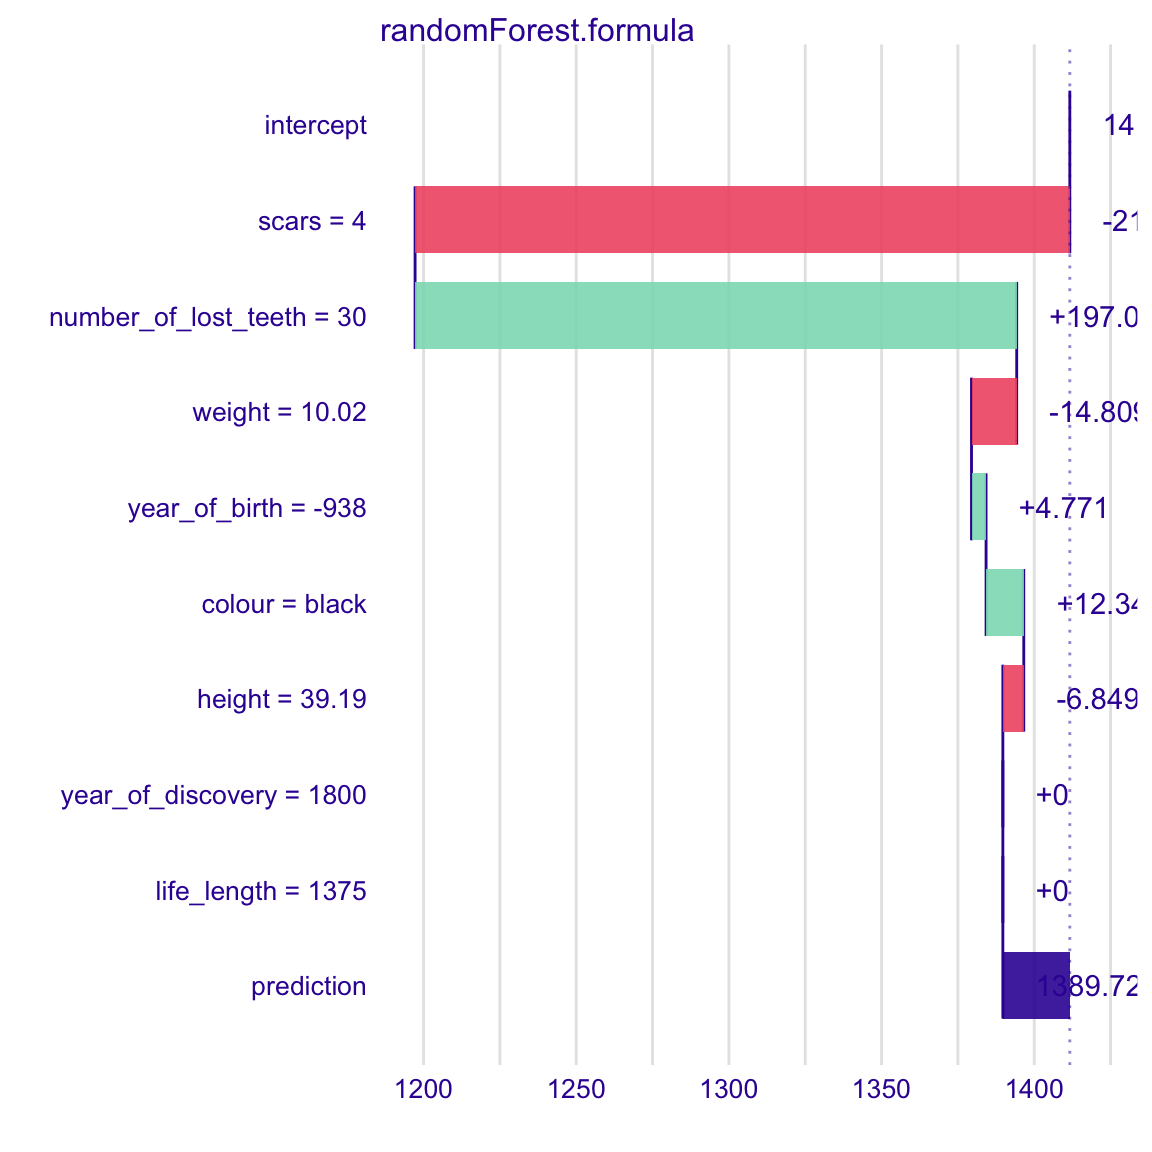 randomForest.formula
intercept 14
scars = 4 -21
number_of_lost_teeth = 30 +197.0
weight = 10.02 -14.809
year_of_birth = -938 +4.771
colour = black +12.34
height = 39.19 -6.849
year_of_discovery = 1800 +0
life_length = 1375 +0
prediction 1389.72
1200 1250 1300 1350 1400